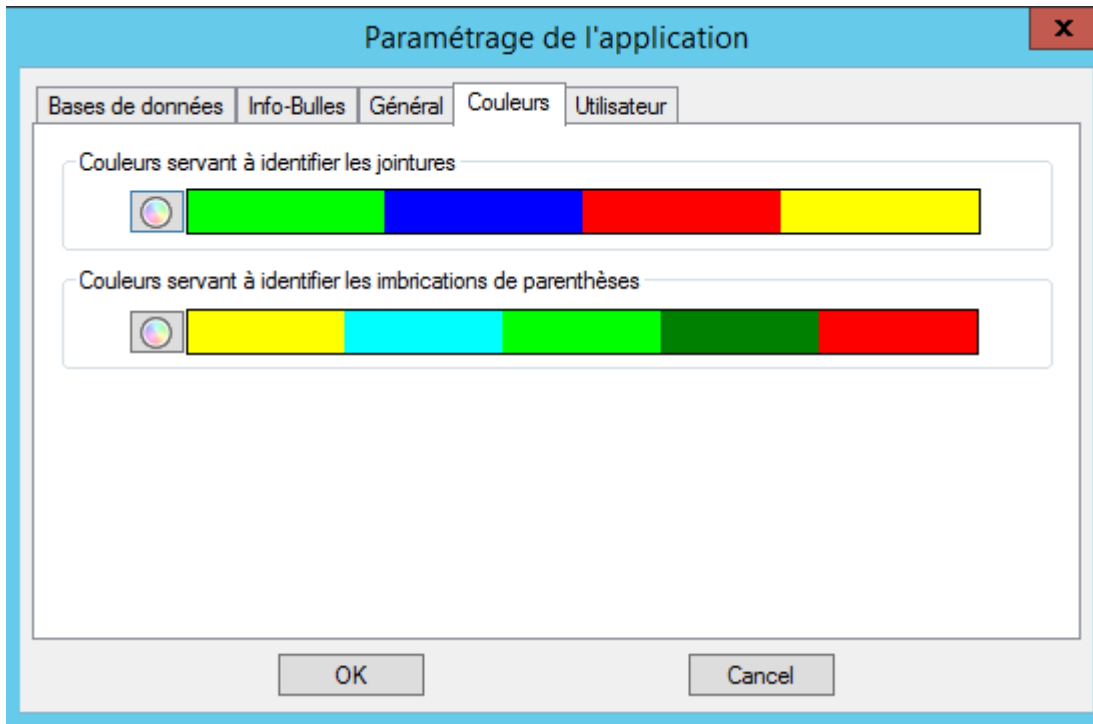 Paramétrage de l'application
x
Bases de données Info-Bulles Général Couleurs Utilisateur
Couleurs servant à identifier les jointures
Couleurs servant à identifier les imbrications de parenthèses
OK Cancel